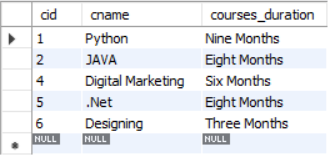 cid cname courses_duration
1 Python Nine Months
2 JAVA Eight Months
4 Digital Marketing Six Months
5 .Net Eight Months
6 Designing Three Months
NULL NULL NULL